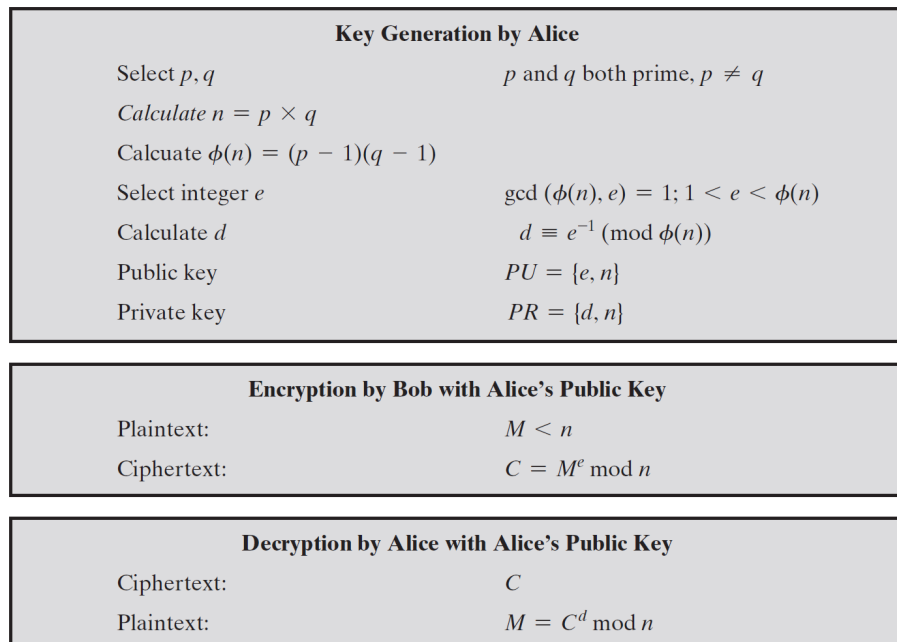 Key Generation by Alice
Select p, q p and q both prime, p ≠ q
Calculate n = p × q
Calcuate ϕ(n) = (p − 1)(q − 1)
Select integer e gcd (ϕ(n), e) = 1; 1 < e < ϕ(n)
Calculate d d ≡ e⁻¹ (mod ϕ(n))
Public key PU = {e, n}
Private key PR = {d, n}
Encryption by Bob with Alice’s Public Key
Plaintext: M < n
Ciphertext: C = Mᵉ mod n
Decryption by Alice with Alice’s Public Key
Ciphertext: C
Plaintext: M = Cᵈ mod n